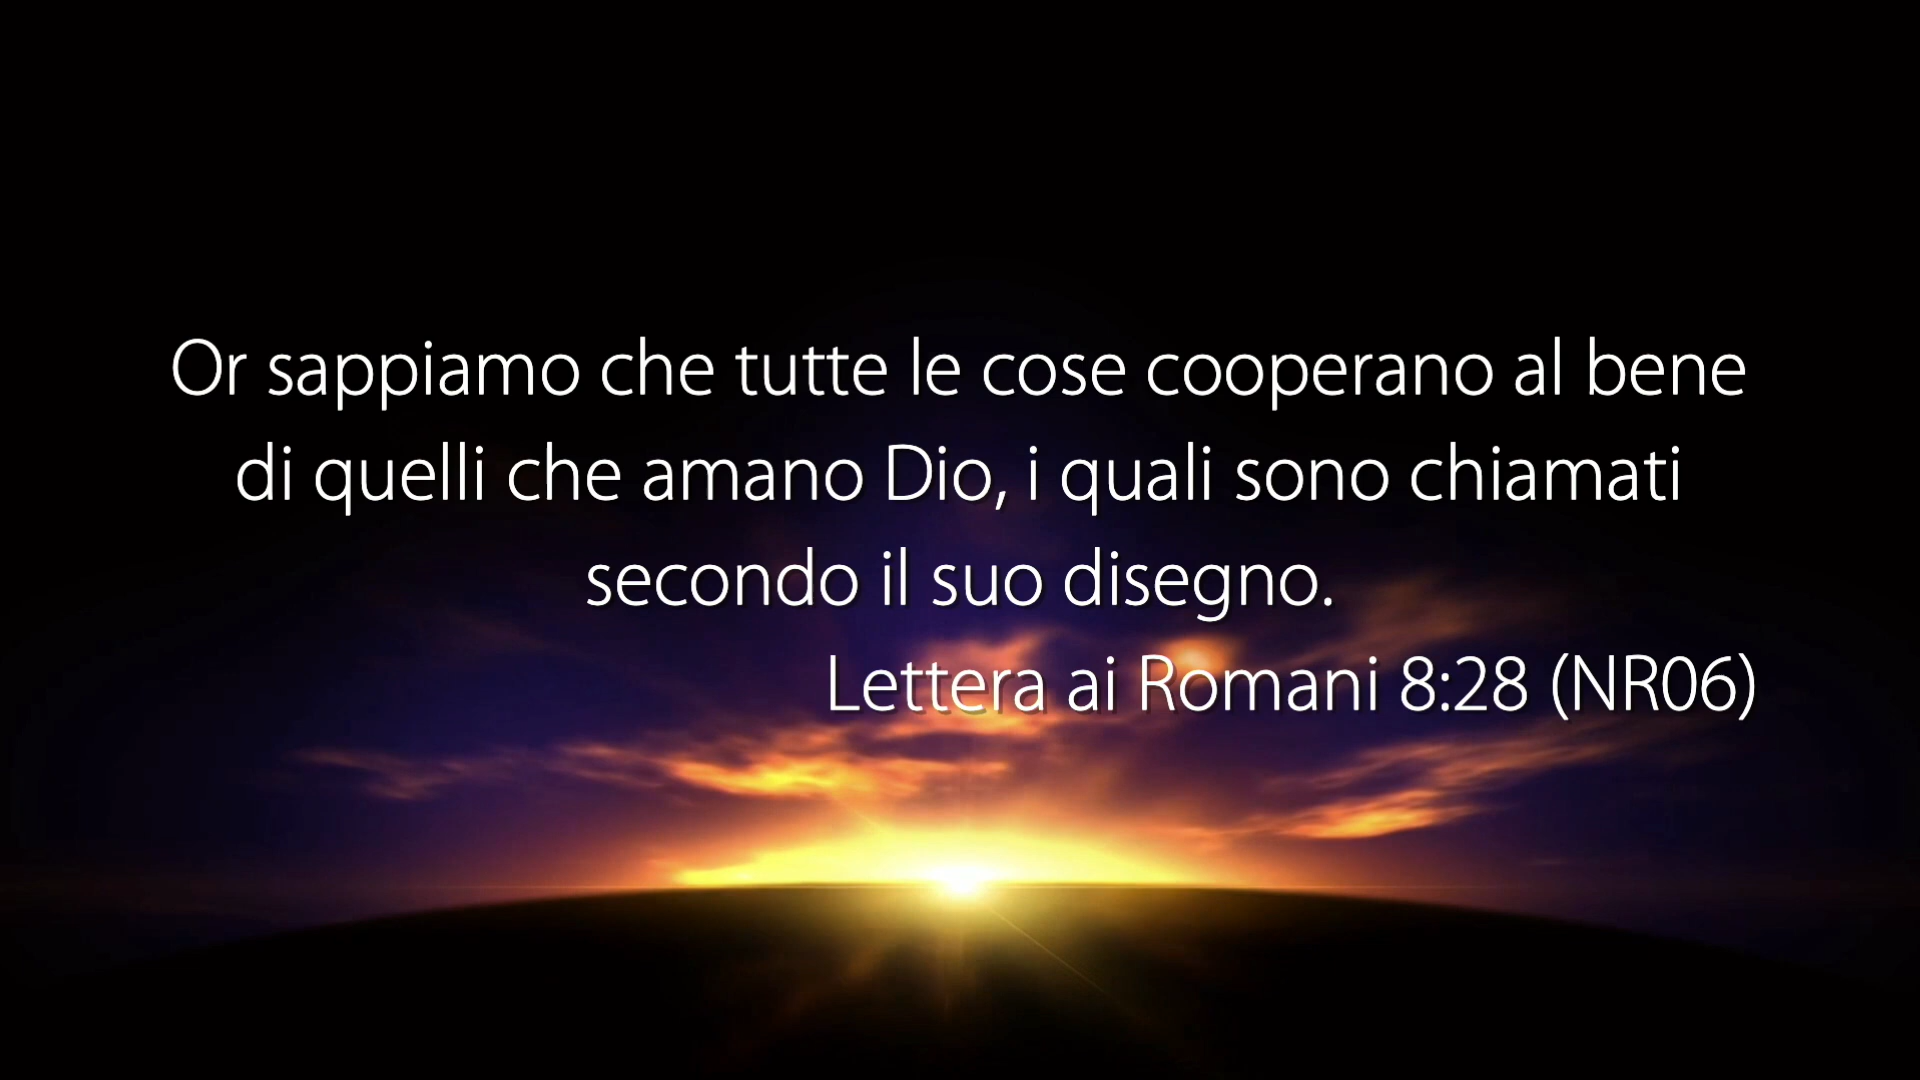 Or sappiamo che tutte le cose cooperano al bene
di quelli che amano Dio, i quali sono chiamati
secondo il suo disegno.
Lettera ai Romani 8:28 (NR06)